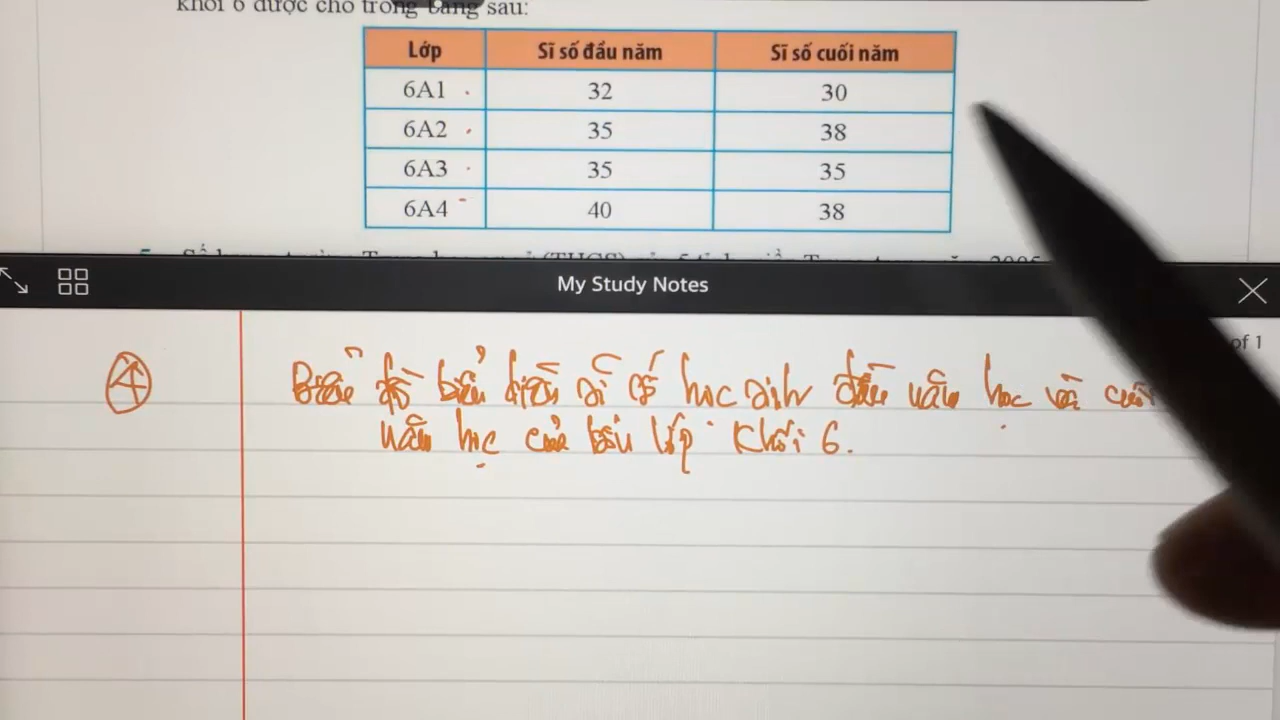 khối 6 được cho trong bảng sau:
Lớp Sĩ số đầu năm Sĩ số cuối năm
6A1 32 30
6A2 35 38
6A3 35 35
6A4 40 38
My Study Notes
of 1
4 Biểu đồ biểu diễn sĩ số học sinh đầu năm học và cuối
năm học của bốn lớp khối 6.